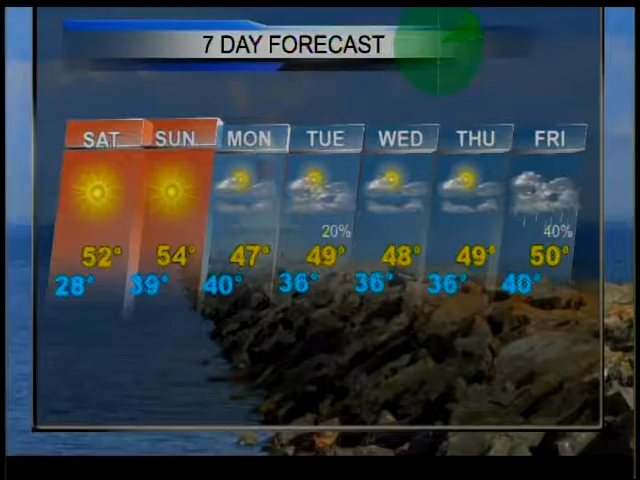 7 DAY FORECAST
SAT SUN MON TUE WED THU FRI
20% 40%
52° 54° 47° 49° 48° 49° 50°
28° 39° 40° 36° 36° 36° 40°